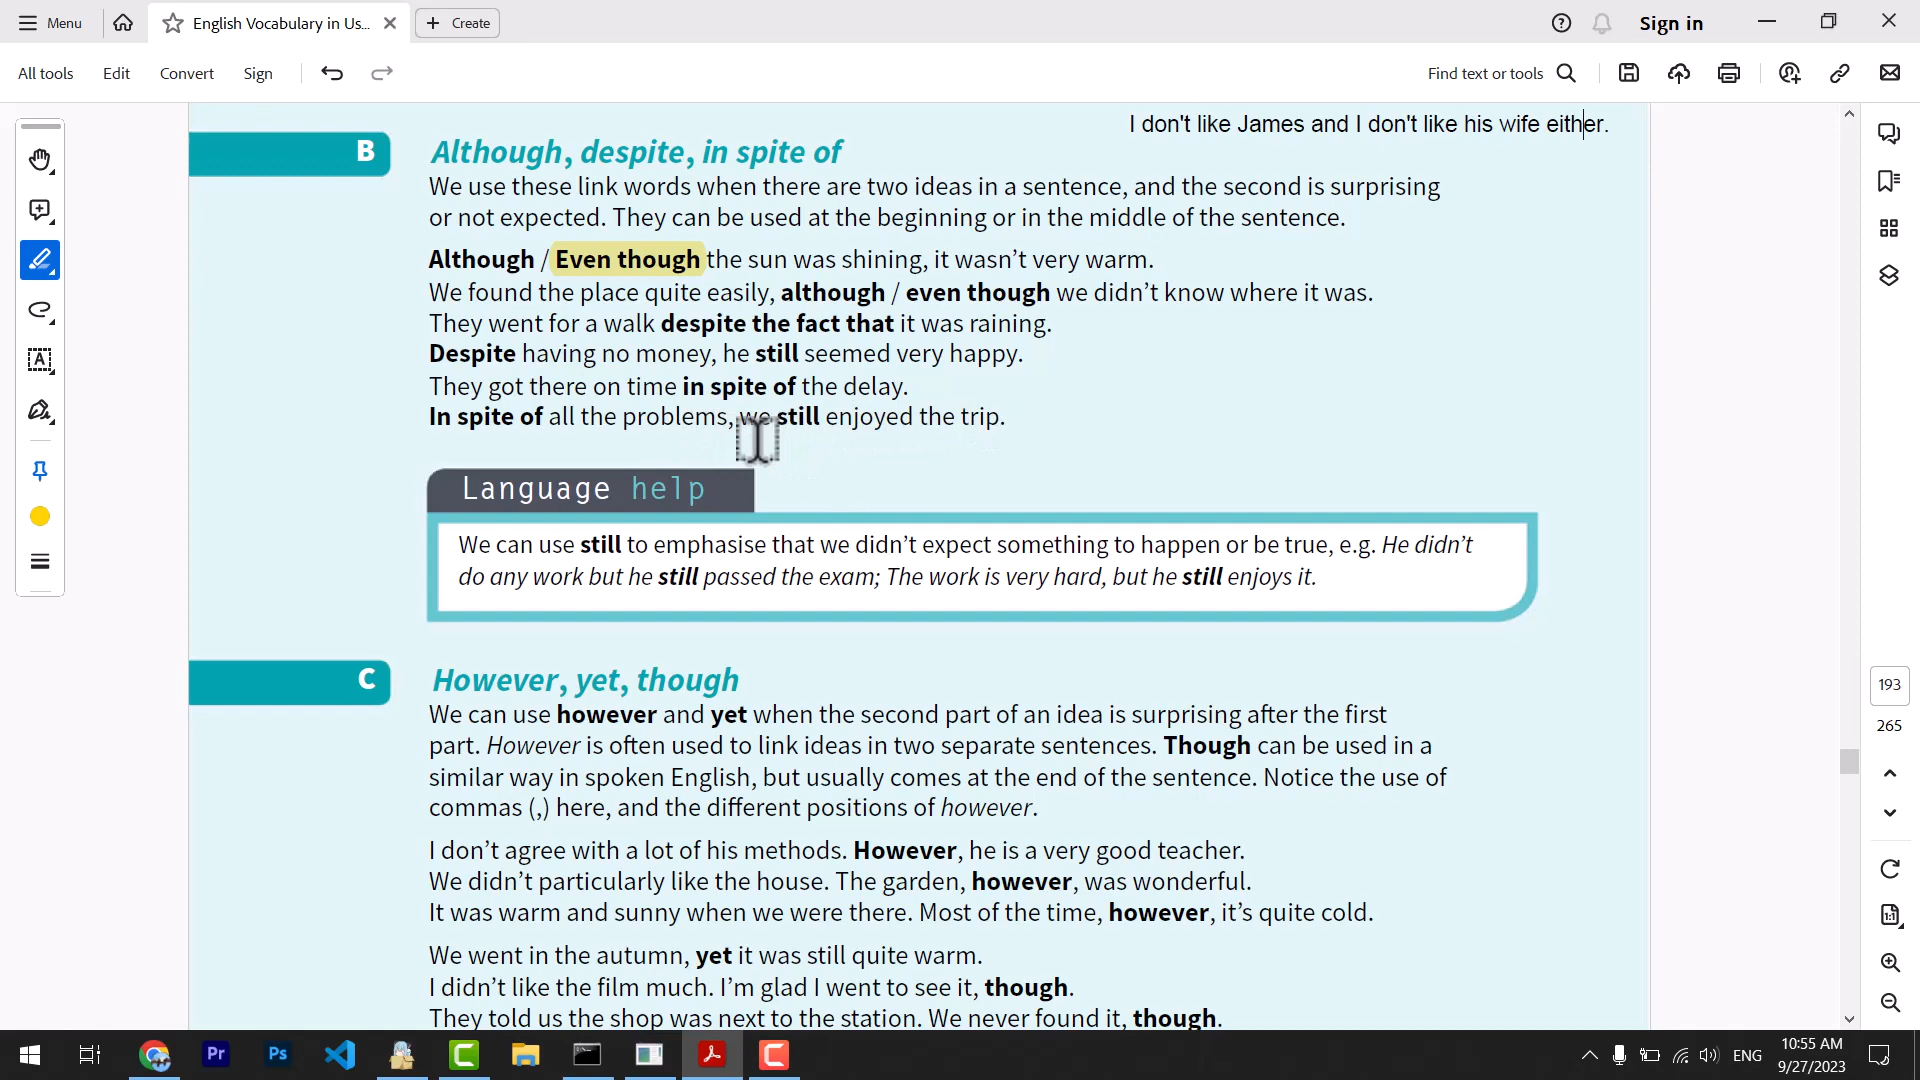 Menu
English Vocabulary in Us...
Create
Sign in
All tools
Edit
Convert
Sign
Find text or tools
I don't like James and I don't like his wife either.
B
Although, despite, in spite of
We use these link words when there are two ideas in a sentence, and the second is surprising
or not expected. They can be used at the beginning or in the middle of the sentence.
Although / Even though the sun was shining, it wasn’t very warm.
We found the place quite easily, although / even though we didn’t know where it was.
They went for a walk despite the fact that it was raining.
Despite having no money, he still seemed very happy.
They got there on time in spite of the delay.
In spite of all the problems, we still enjoyed the trip.
Language help
We can use still to emphasise that we didn’t expect something to happen or be true, e.g. He didn’t
do any work but he still passed the exam; The work is very hard, but he still enjoys it.
C
However, yet, though
We can use however and yet when the second part of an idea is surprising after the first
part. However is often used to link ideas in two separate sentences. Though can be used in a
similar way in spoken English, but usually comes at the end of the sentence. Notice the use of
commas (,) here, and the different positions of however.
I don’t agree with a lot of his methods. However, he is a very good teacher.
We didn’t particularly like the house. The garden, however, was wonderful.
It was warm and sunny when we were there. Most of the time, however, it’s quite cold.
We went in the autumn, yet it was still quite warm.
I didn’t like the film much. I’m glad I went to see it, though.
They told us the shop was next to the station. We never found it, though.
193
265
Pr
Ps
ENG
10:55 AM
9/27/2023